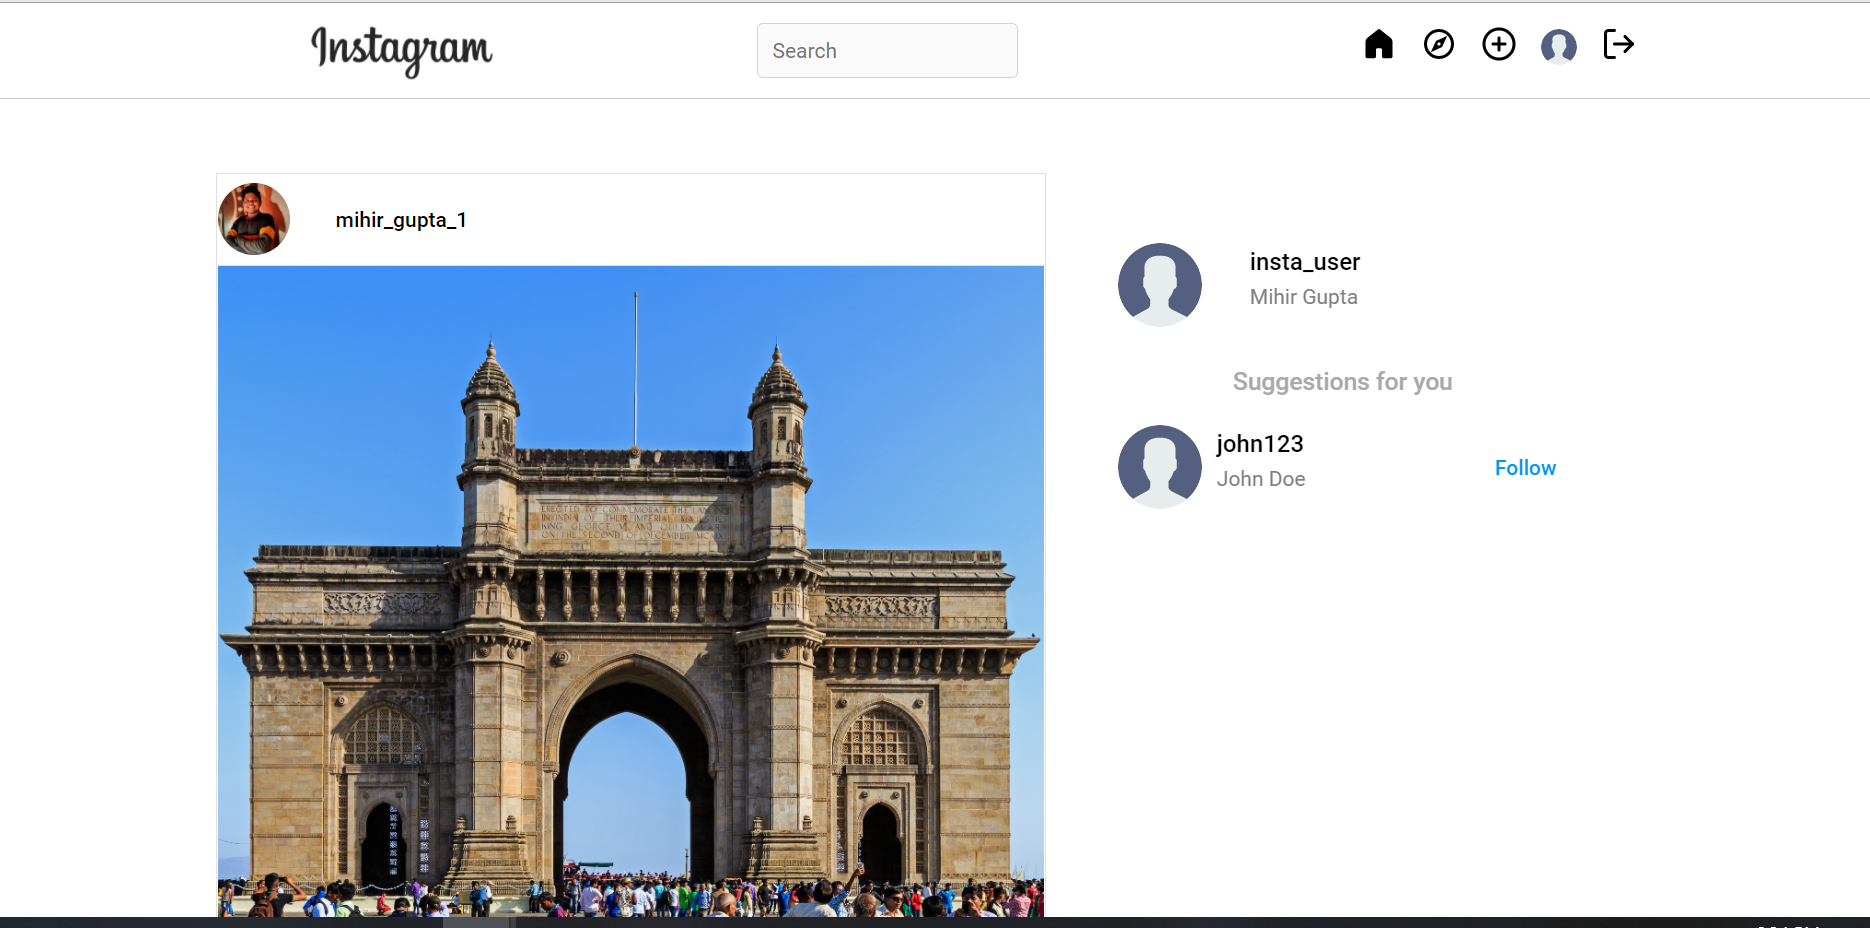 Instagram
Search
mihir_gupta_1
insta_user
Mihir Gupta
Suggestions for you
john123
John Doe
Follow
ERECTED TO COMMEMORATE THE LANDING
IN INDIA OF THEIR IMPERIAL MAJESTIES
KING GEORGE V AND QUEEN MARY
ON THE SECOND OF DECEMBER MCMXI